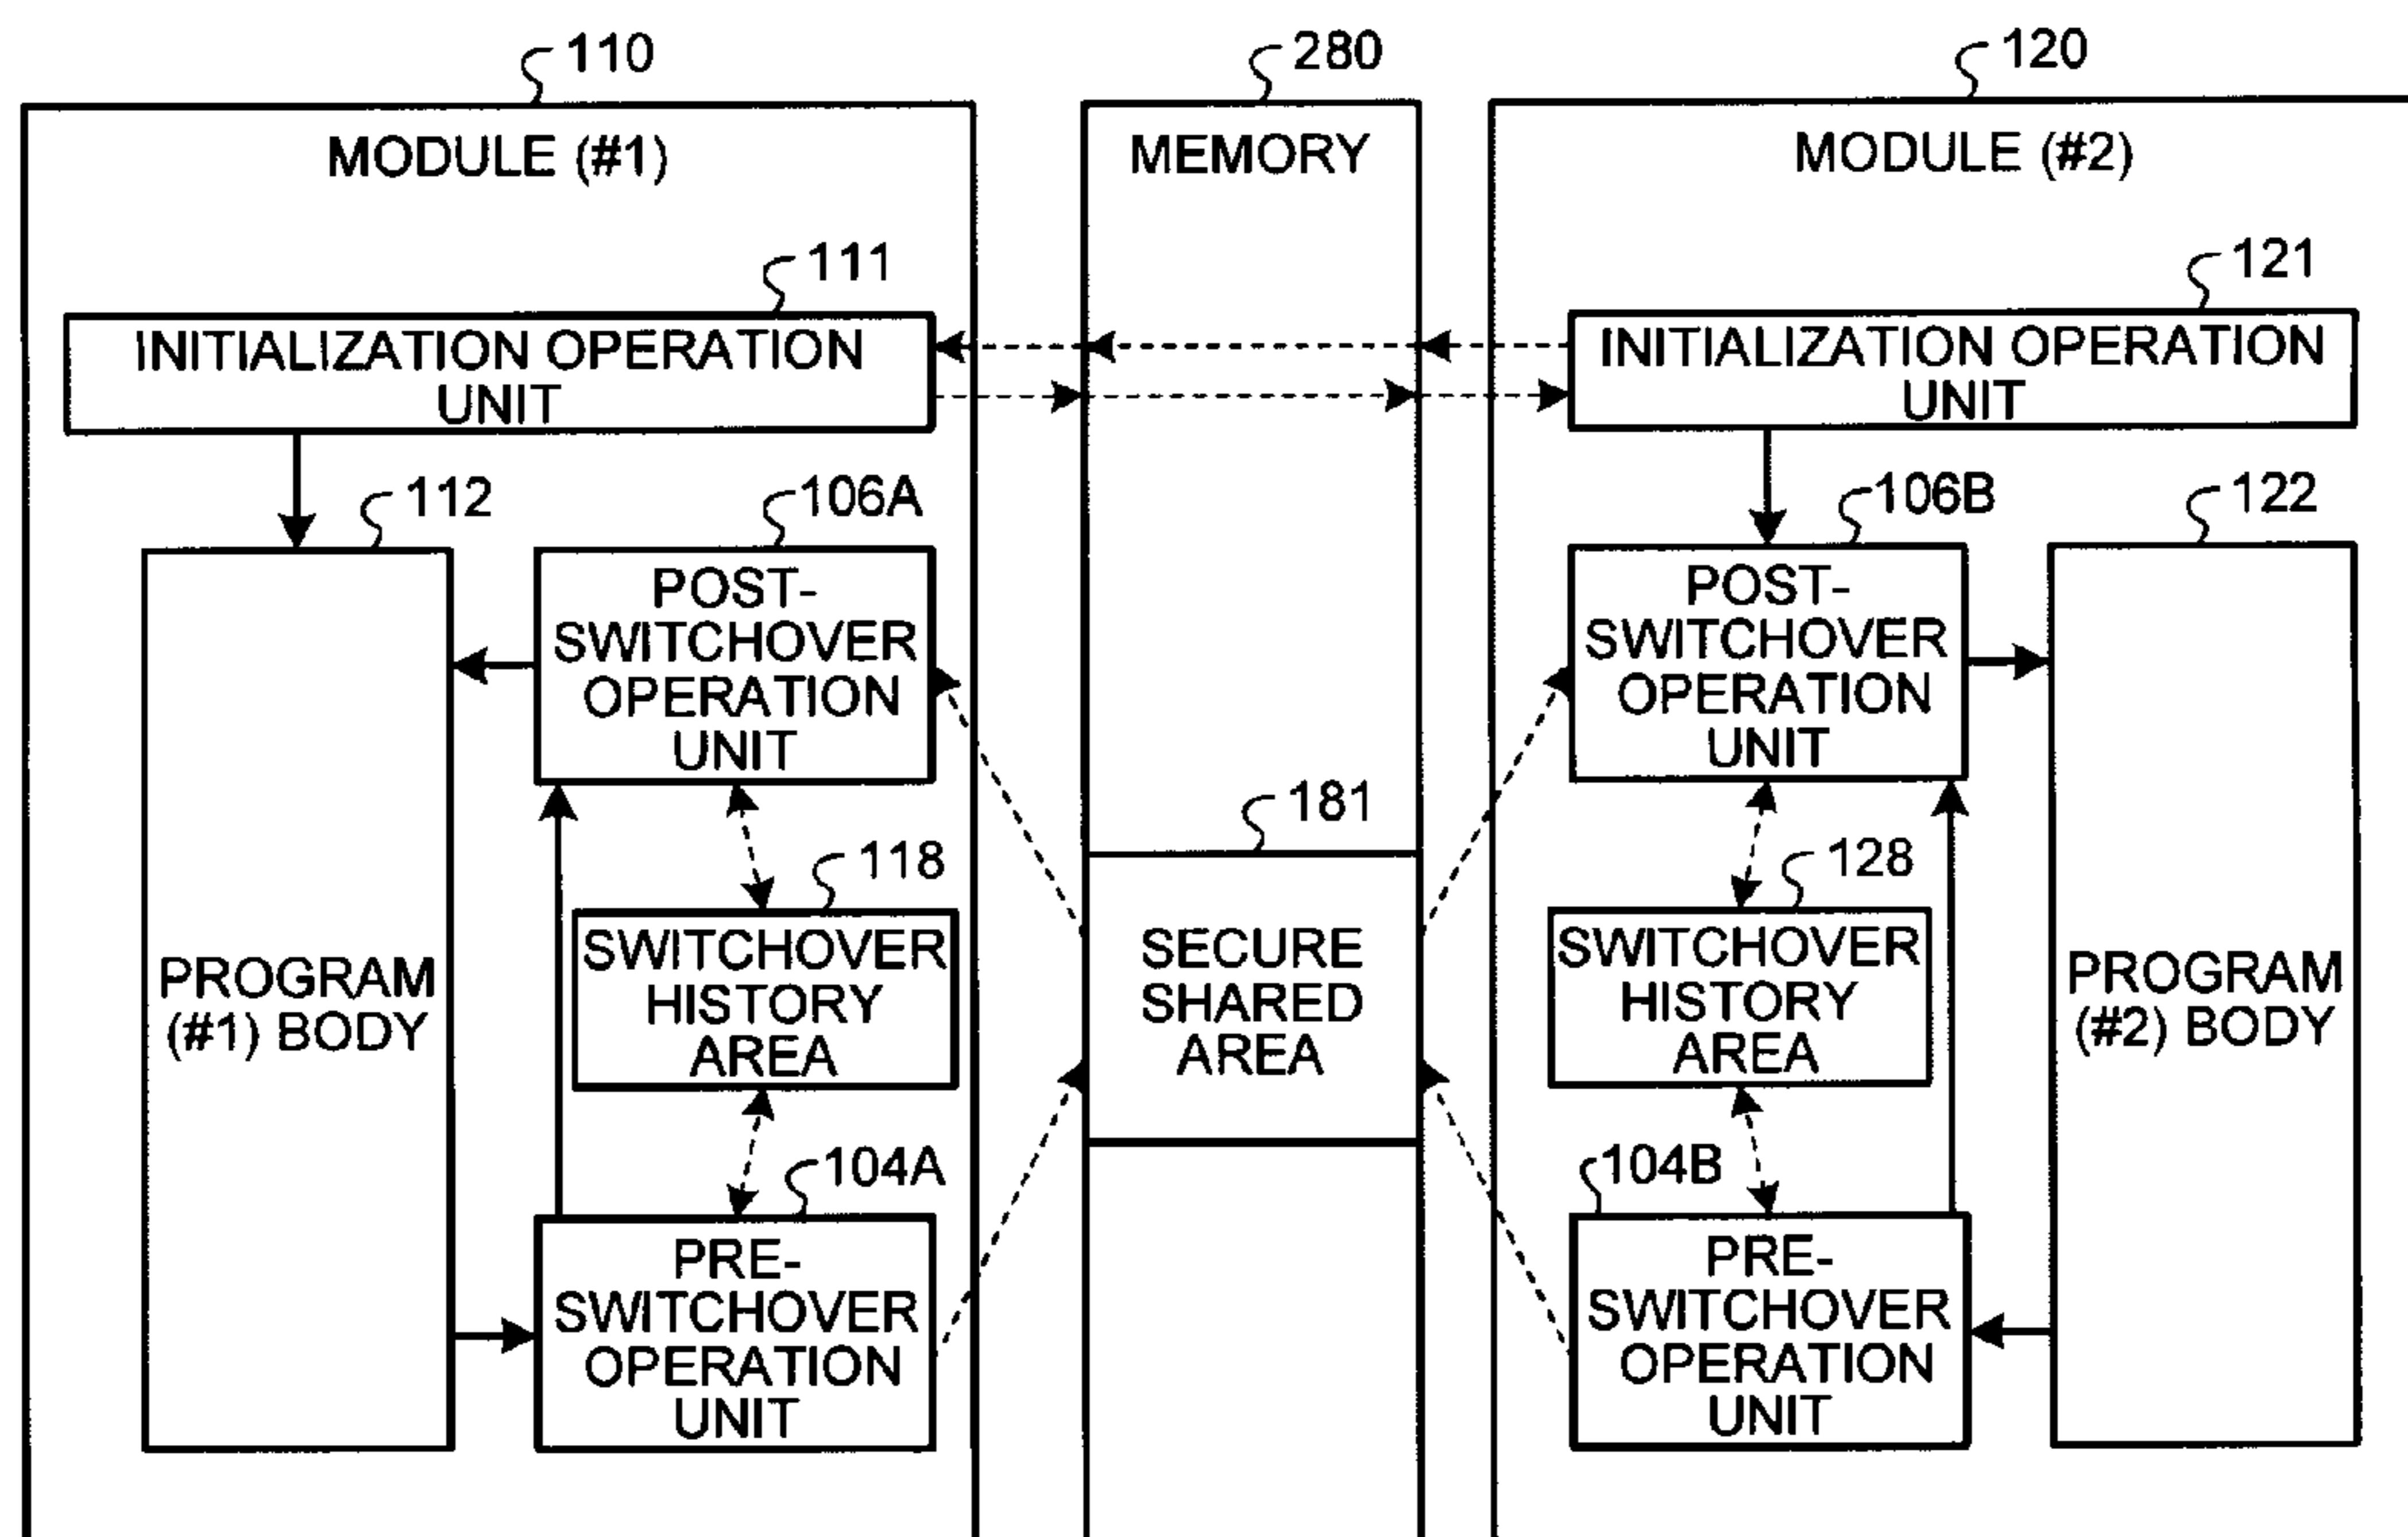 110
280
120
MODULE (#1)
MEMORY
MODULE (#2)
111
121
INITIALIZATION OPERATION
UNIT
INITIALIZATION OPERATION
UNIT
112
106A
106B
122
POST-
SWITCHOVER
OPERATION
UNIT
POST-
SWITCHOVER
OPERATION
UNIT
181
118
128
PROGRAM
(#1) BODY
SWITCHOVER
HISTORY
AREA
SECURE
SHARED
AREA
SWITCHOVER
HISTORY
AREA
PROGRAM
(#2) BODY
104A
104B
PRE-
SWITCHOVER
OPERATION
UNIT
PRE-
SWITCHOVER
OPERATION
UNIT